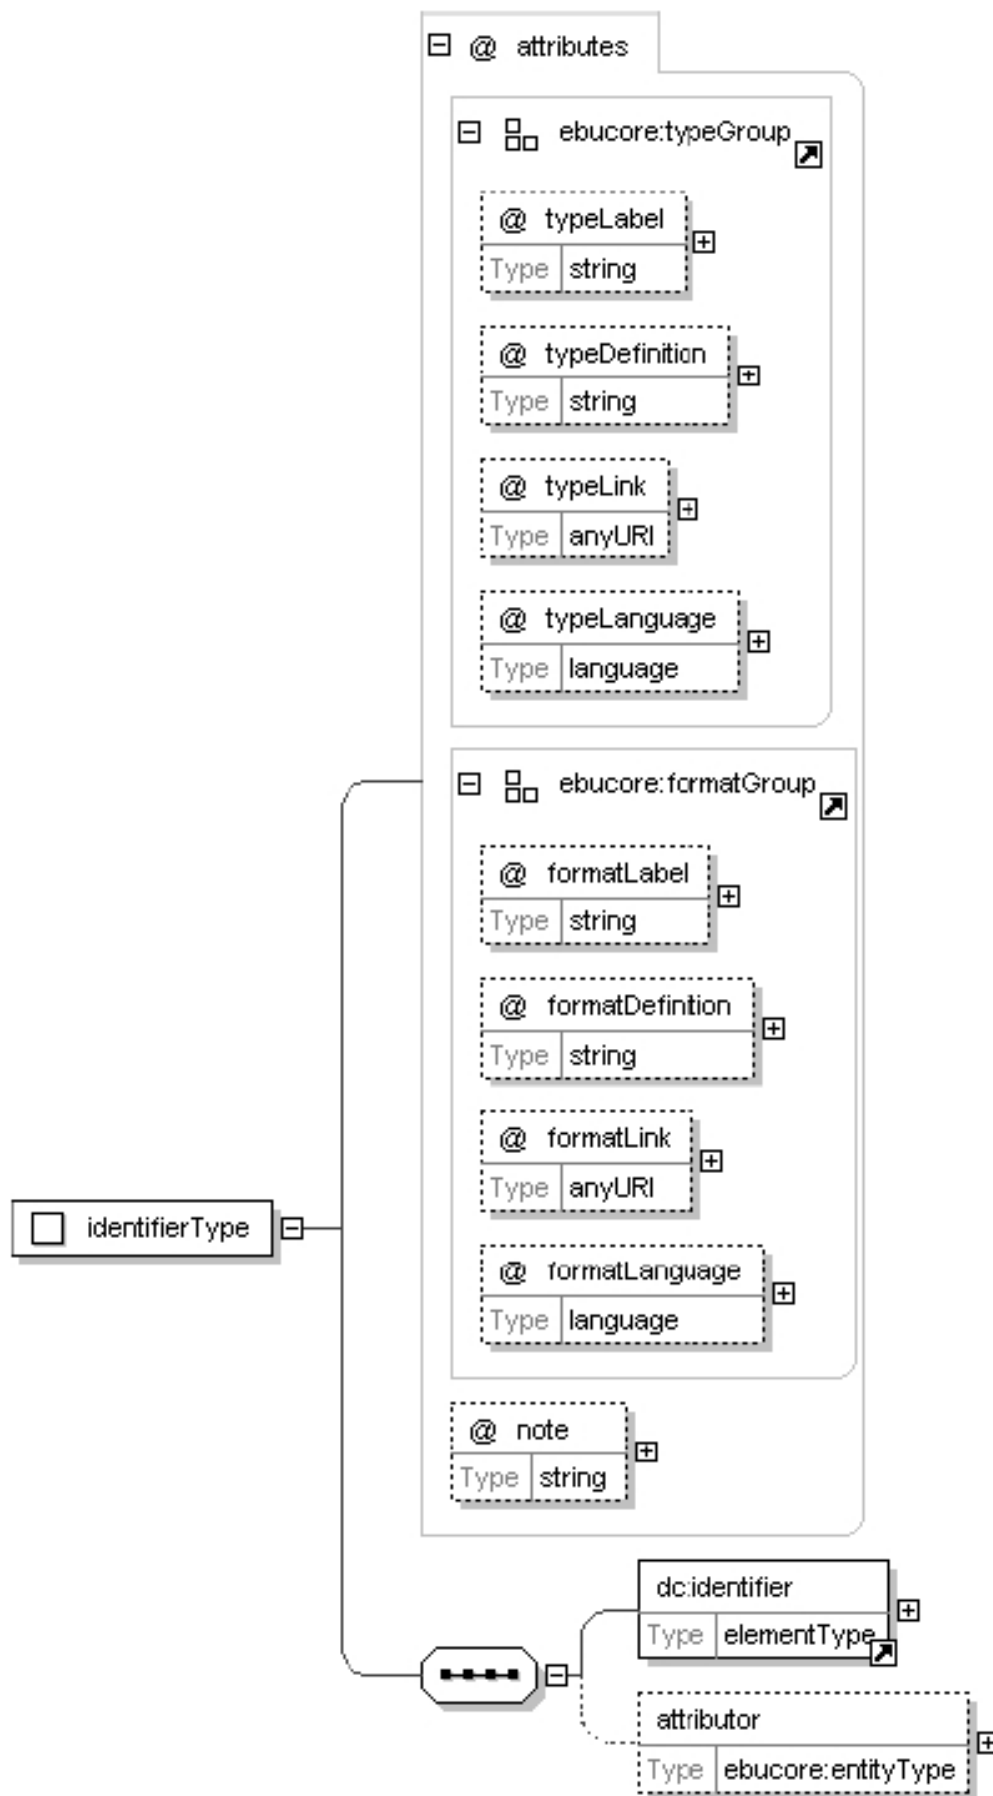 @ attributes
ebucore:typeGroup
@ typeLabel
Type string
@ typeDefinition
Type string
@ typeLink
Type anyURI
@ typeLanguage
Type language
ebucore:formatGroup
@ formatLabel
Type string
@ formatDefinition
Type string
@ formatLink
Type anyURI
identifierType
@ formatLanguage
Type language
@ note
Type string
dc:identifier
Type elementType
attributor
Type ebucore:entityType